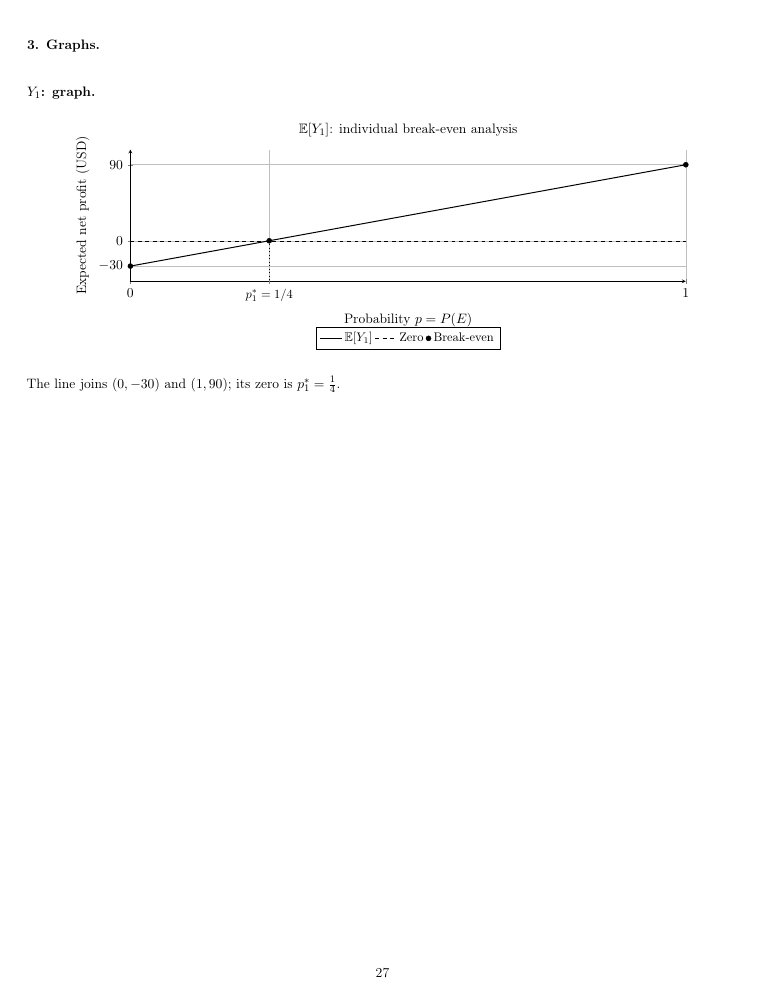 3. Graphs.
Y₁: graph.
𝔼[Y₁]: individual break-even analysis
Expected net profit (USD)
90
0
−30
0
p₁* = 1/4
1
Probability p = P(E)
𝔼[Y₁] Zero Break-even
The line joins (0, −30) and (1, 90); its zero is p₁* = 1/4.
27